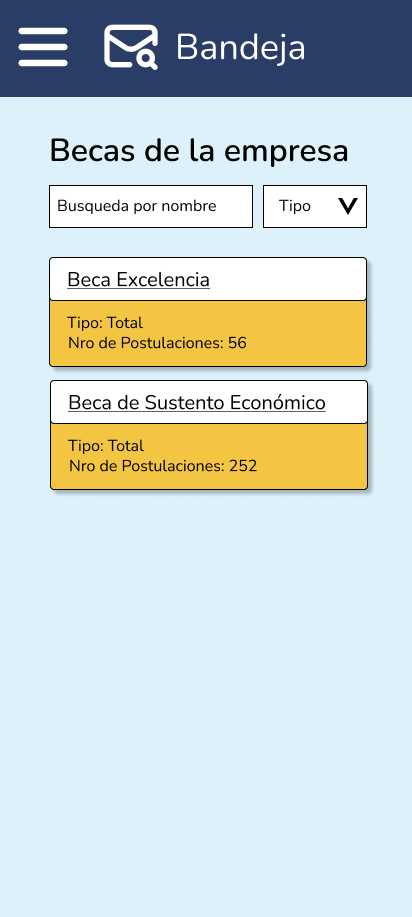 Bandeja
Becas de la empresa
Busqueda por nombre
Tipo
Beca Excelencia
Tipo: Total
Nro de Postulaciones: 56
Beca de Sustento Económico
Tipo: Total
Nro de Postulaciones: 252